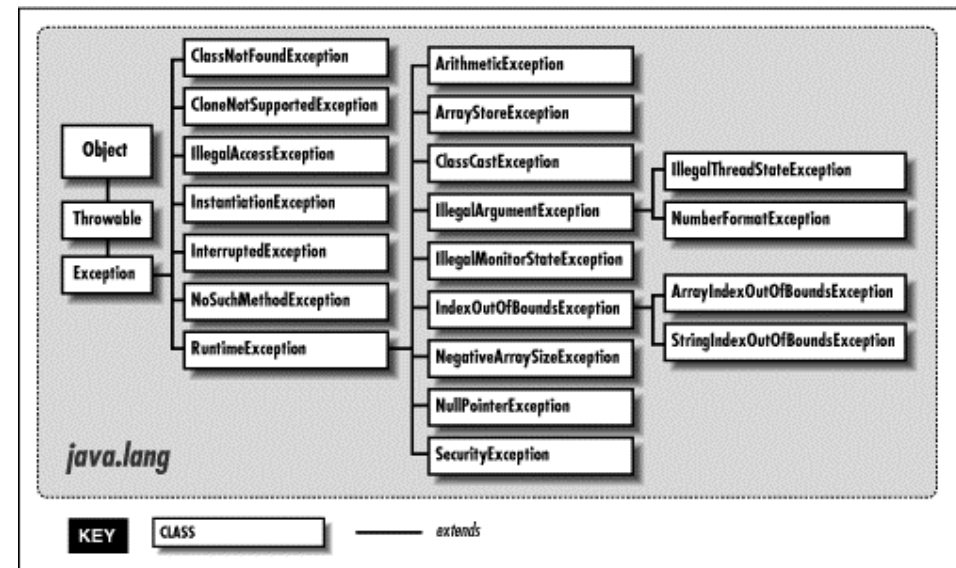 Object
Throwable
Exception
ClassNotFoundException
CloneNotSupportedException
IllegalAccessException
InstantiationException
InterruptedException
NoSuchMethodException
RuntimeException
ArithmeticException
ArrayStoreException
ClassCastException
IllegalArgumentException
IllegalMonitorStateException
IndexOutOfBoundsException
NegativeArraySizeException
NullPointerException
SecurityException
IllegalThreadStateException
NumberFormatException
ArrayIndexOutOfBoundsException
StringIndexOutOfBoundsException
java.lang
KEY
CLASS
extends